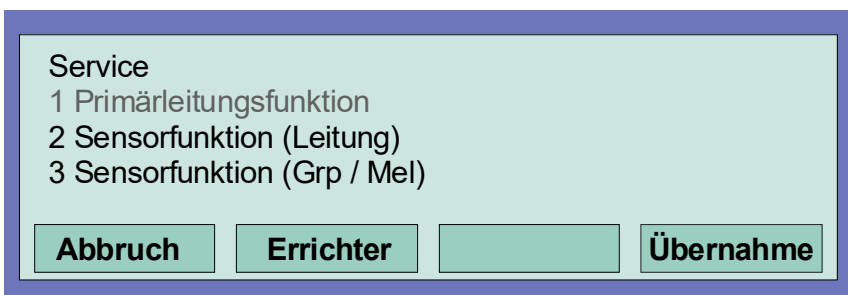 Service
1 Primärleitungsfunktion
2 Sensorfunktion (Leitung)
3 Sensorfunktion (Grp / Mel)
Abbruch Errichter Übernahme